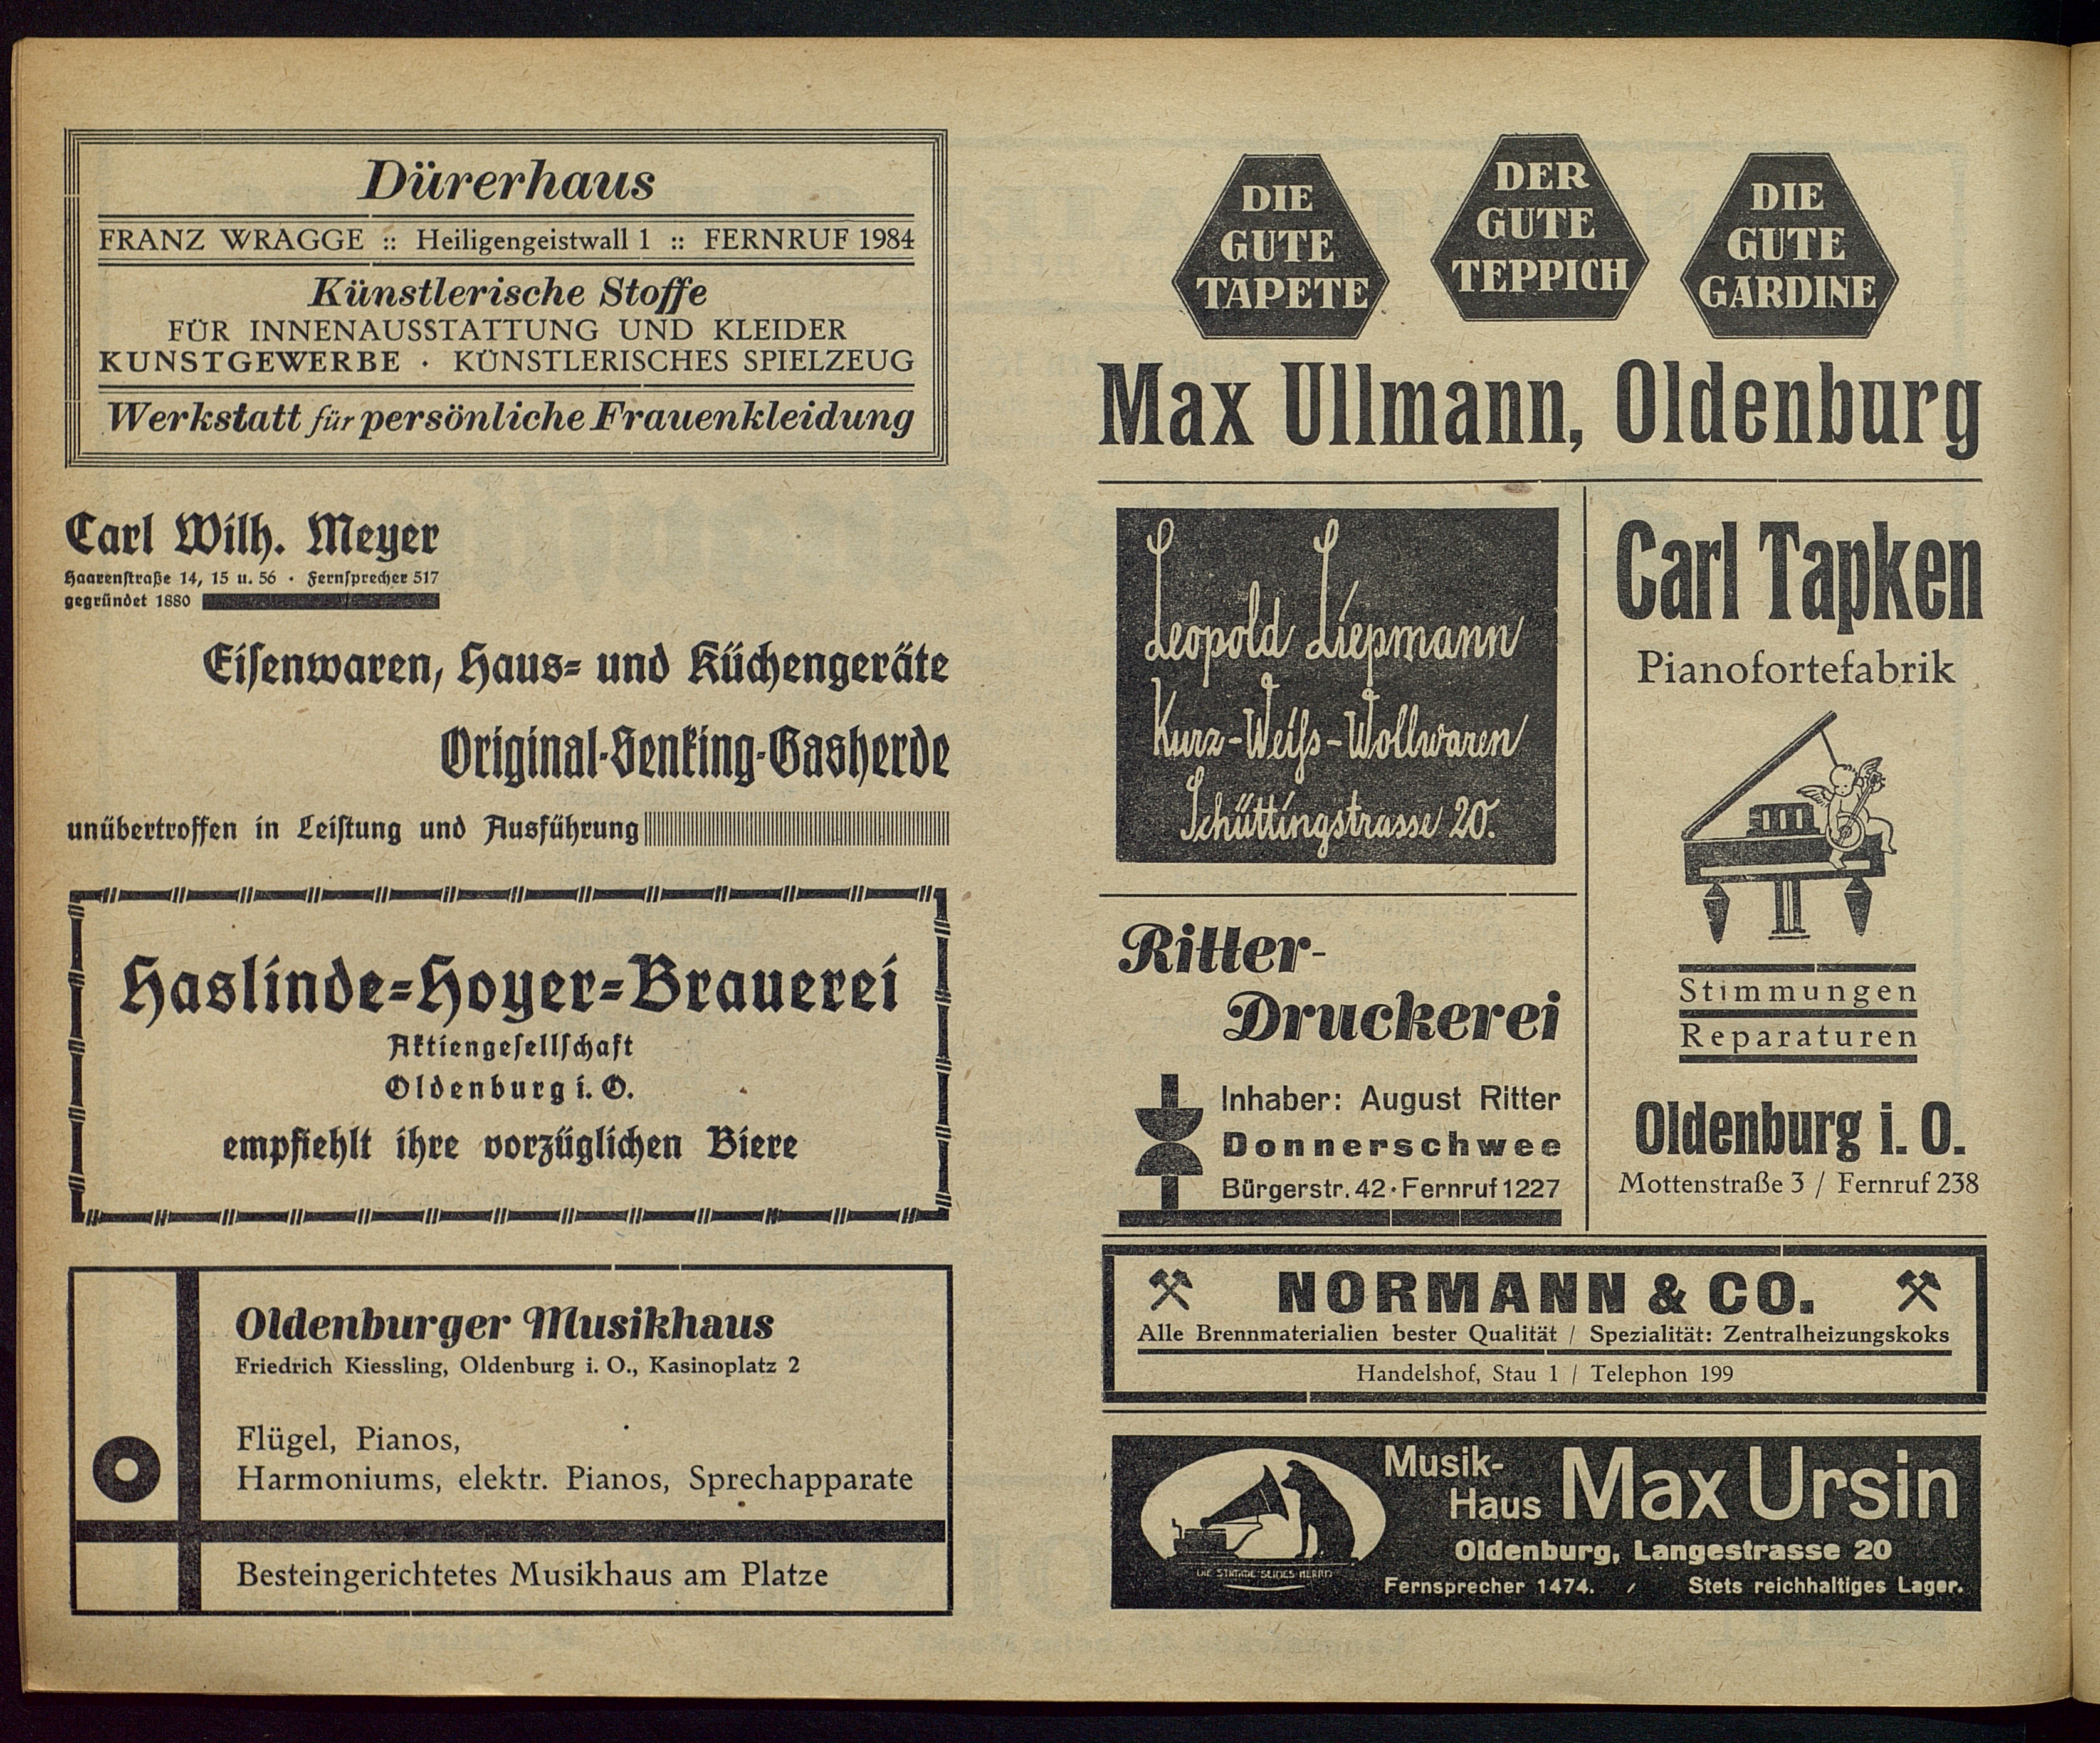 Dürerhaus
FRANZ WRAGGE :: Heiligengeistwall 1 :: FERNRUF 1984
Künstlerische Stoffe
FÜR INNENAUSSTATTUNG UND KLEIDER
KUNSTGEWERBE · KÜNSTLERISCHES SPIELZEUG
Werkstatt für persönliche Frauenkleidung
Carl Wilh. Meyer
Haarenſtraße 14, 15 u. 56 · Fernſprecher 517
gegründet 1880
Eiſenwaren, Haus- und Küchengeräte
Original-Senking-Gasherde
unübertroffen in Leiſtung und Ausführung
Haslinde-Hoyer-Brauerei
Aktiengeſellſchaft
Oldenburg i. O.
empfiehlt ihre vorzüglichen Biere
Oldenburger Musikhaus
Friedrich Kiessling, Oldenburg i. O., Kasinoplatz 2
Flügel, Pianos,
Harmoniums, elektr. Pianos, Sprechapparate
Besteingerichtetes Musikhaus am Platze
DIE
GUTE
TAPETE
DER
GUTE
TEPPICH
DIE
GUTE
GARDINE
Max Ullmann, Oldenburg
Leopold Liepmann
Kurz-Weiſs-Wollwaren
Schüttingstrasse 20.
Carl Tapken
Pianofortefabrik
Stimmungen
Reparaturen
Oldenburg i. O.
Mottenstraße 3 / Fernruf 238
Ritter-
Druckerei
Inhaber: August Ritter
Donnerschwee
Bürgerstr. 42 · Fernruf 1227
NORMANN & CO.
Alle Brennmaterialien bester Qualität / Spezialität: Zentralheizungskoks
Handelshof, Stau 1 / Telephon 199
Musik-
Haus Max Ursin
Oldenburg, Langestrasse 20
Fernsprecher 1474. / Stets reichhaltiges Lager.
DIE STIMME SEINES HERRN